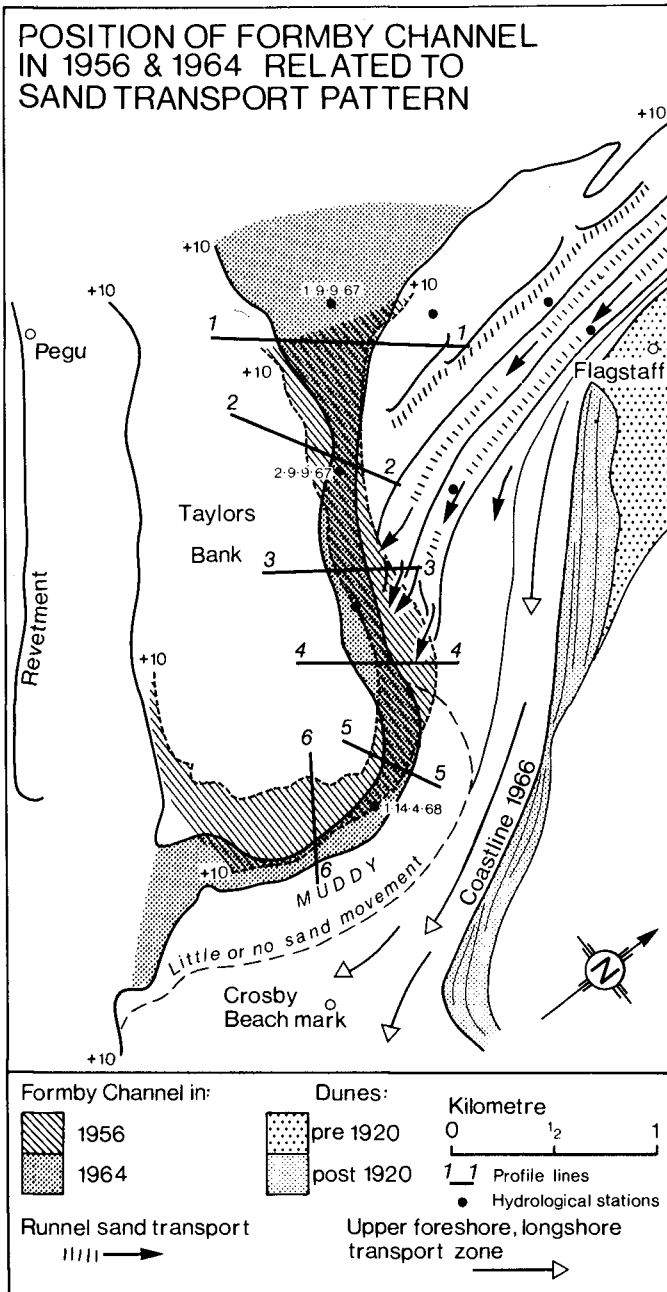 POSITION OF FORMBY CHANNEL
IN 1956 & 1964 RELATED TO
SAND TRANSPORT PATTERN
+10
+10
+10
1·9·9·67
+10
+10
1
1
Pegu
+10
Flagstaff
2
2
2·9·9·67
Taylors
Bank
3
3
Revetment
+10
4
4
6
5
5
1·14·4·68
Coastline 1966
+10
6
MUDDY
Little or no sand movement
N
Crosby
Beach mark
+10
Formby Channel in:
1956
1964
Dunes:
pre 1920
post 1920
Kilometre
0 ½ 1
1 1 Profile lines
Hydrological stations
Runnel sand transport
Upper foreshore, longshore
transport zone